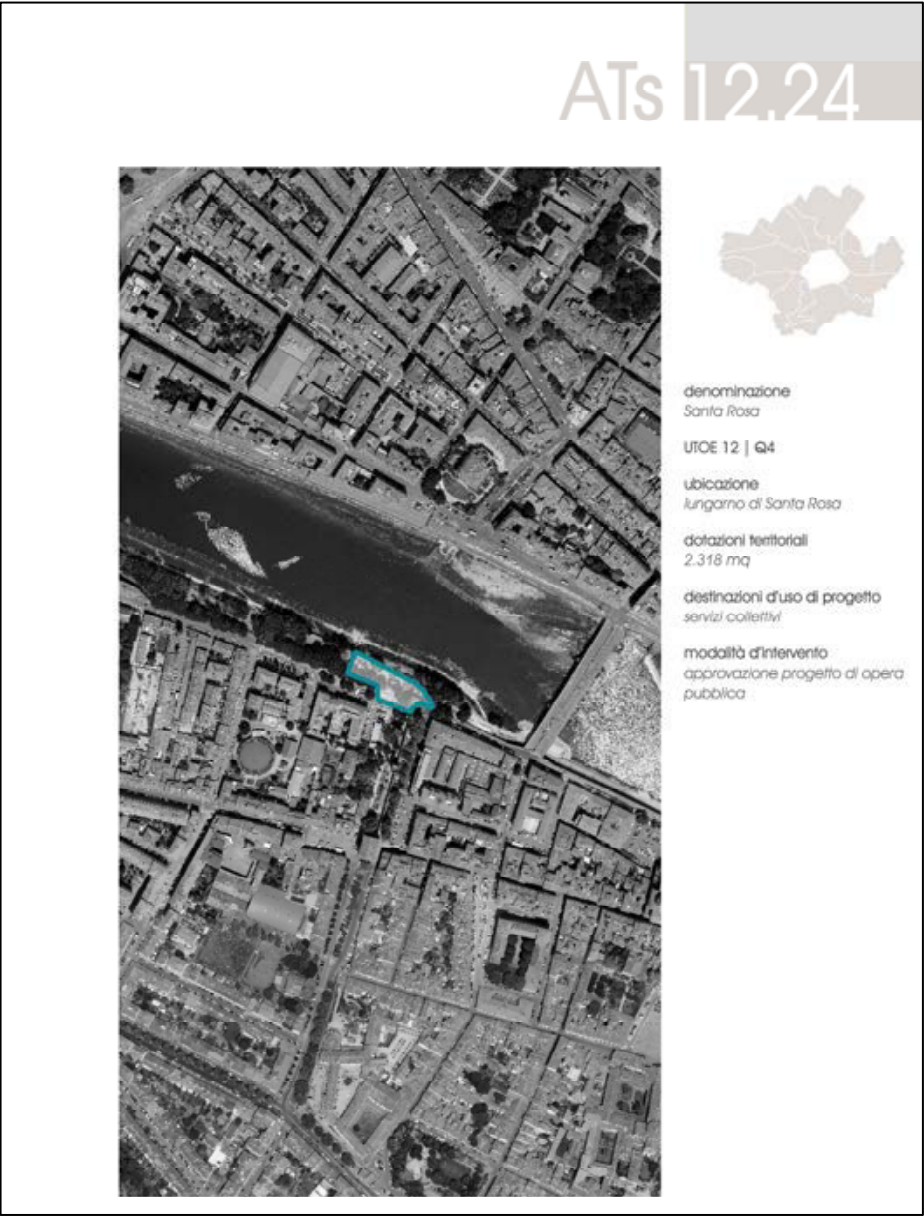 ATs 12.24
denominazione
Santa Rosa
UTOE 12 | Q4
ubicazione
lungarno di Santa Rosa
dotazioni territoriali
2.318 mq
destinazioni d'uso di progetto
servizi collettivi
modalità d'intervento
approvazione progetto di opera
pubblica